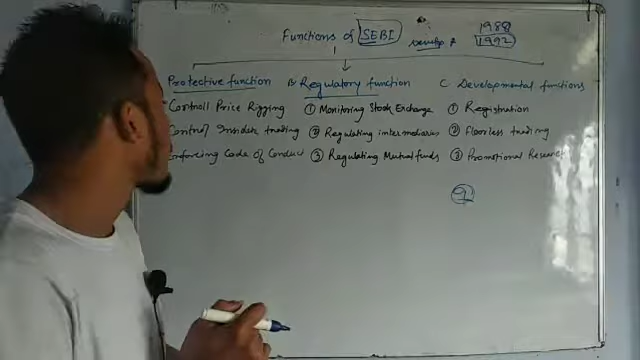 Functions of SEBI
Develop &
1988
1992
Protective function
Controll Price Rigging
Control Insider trading
Enforcing Code of Conduct
B Regulatory function
① Monitoring Stock Exchange
② Regulating intermediaries
③ Regulating Mutual funds
C. Developmental functions
① Registration
② Floorless trading
③ Promotional Research